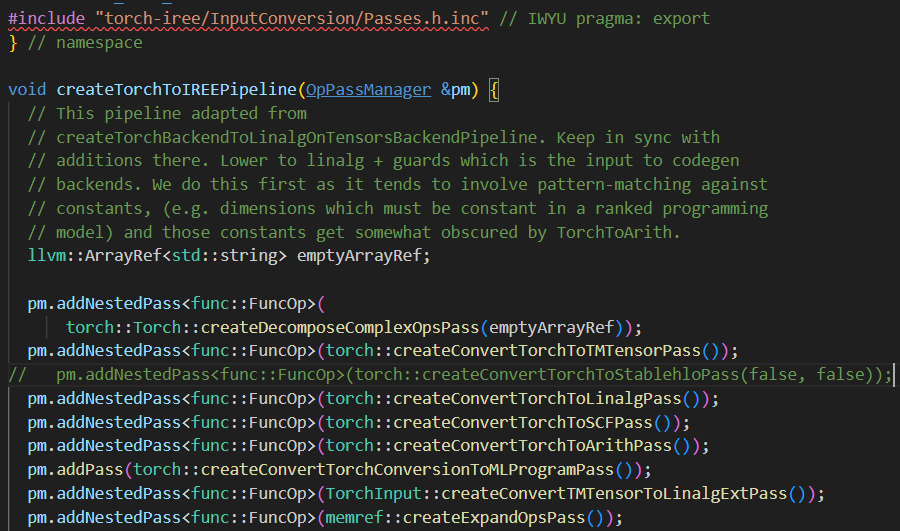 #include "torch-iree/InputConversion/Passes.h.inc" // IWYU pragma: export
} // namespace
void createTorchToIREEPipeline(OpPassManager &pm) {
// This pipeline adapted from
// createTorchBackendToLinalgOnTensorsBackendPipeline. Keep in sync with
// additions there. Lower to linalg + guards which is the input to codegen
// backends. We do this first as it tends to involve pattern-matching against
// constants, (e.g. dimensions which must be constant in a ranked programming
// model) and those constants get somewhat obscured by TorchToArith.
llvm::ArrayRef<std::string> emptyArrayRef;
pm.addNestedPass<func::FuncOp>(
torch::Torch::createDecomposeComplexOpsPass(emptyArrayRef));
pm.addNestedPass<func::FuncOp>(torch::createConvertTorchToTMTensorPass());
//   pm.addNestedPass<func::FuncOp>(torch::createConvertTorchToStablehloPass(false, false));
pm.addNestedPass<func::FuncOp>(torch::createConvertTorchToLinalgPass());
pm.addNestedPass<func::FuncOp>(torch::createConvertTorchToSCFPass());
pm.addNestedPass<func::FuncOp>(torch::createConvertTorchToArithPass());
pm.addPass(torch::createConvertTorchConversionToMLProgramPass());
pm.addNestedPass<func::FuncOp>(TorchInput::createConvertTMTensorToLinalgExtPass());
pm.addNestedPass<func::FuncOp>(memref::createExpandOpsPass());